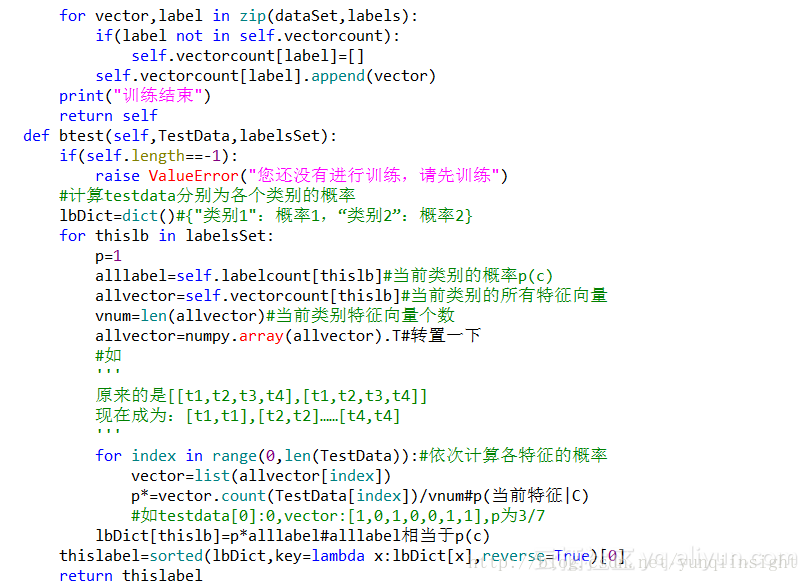 for vector,label in zip(dataSet,labels):
if(label not in self.vectorcount):
self.vectorcount[label]=[]
self.vectorcount[label].append(vector)
print("训练结束")
return self
def btest(self,TestData,labelsSet):
if(self.length==-1):
raise ValueError("您还没有进行训练，请先训练")
#计算testdata分别为各个类别的概率
lbDict=dict()#{"类别1"：概率1，“类别2”：概率2}
for thislb in labelsSet:
p=1
alllabel=self.labelcount[thislb]#当前类别的概率p(c)
allvector=self.vectorcount[thislb]#当前类别的所有特征向量
vnum=len(allvector)#当前类别特征向量个数
allvector=numpy.array(allvector).T#转置一下
#如
'''
原来的是[[t1,t2,t3,t4],[t1,t2,t3,t4]]
现在成为：[t1,t1],[t2,t2]……[t4,t4]
'''
for index in range(0,len(TestData)):#依次计算各特征的概率
vector=list(allvector[index])
p*=vector.count(TestData[index])/vnum#p(当前特征|C)
#如testdata[0]:0,vector:[1,0,1,0,0,1,1],p为3/7
lbDict[thislb]=p*alllabel#alllabel相当于p(c)
thislabel=sorted(lbDict,key=lambda x:lbDict[x],reverse=True)[0]
return thislabel
http://blog.csdn.net/yunqiinsight